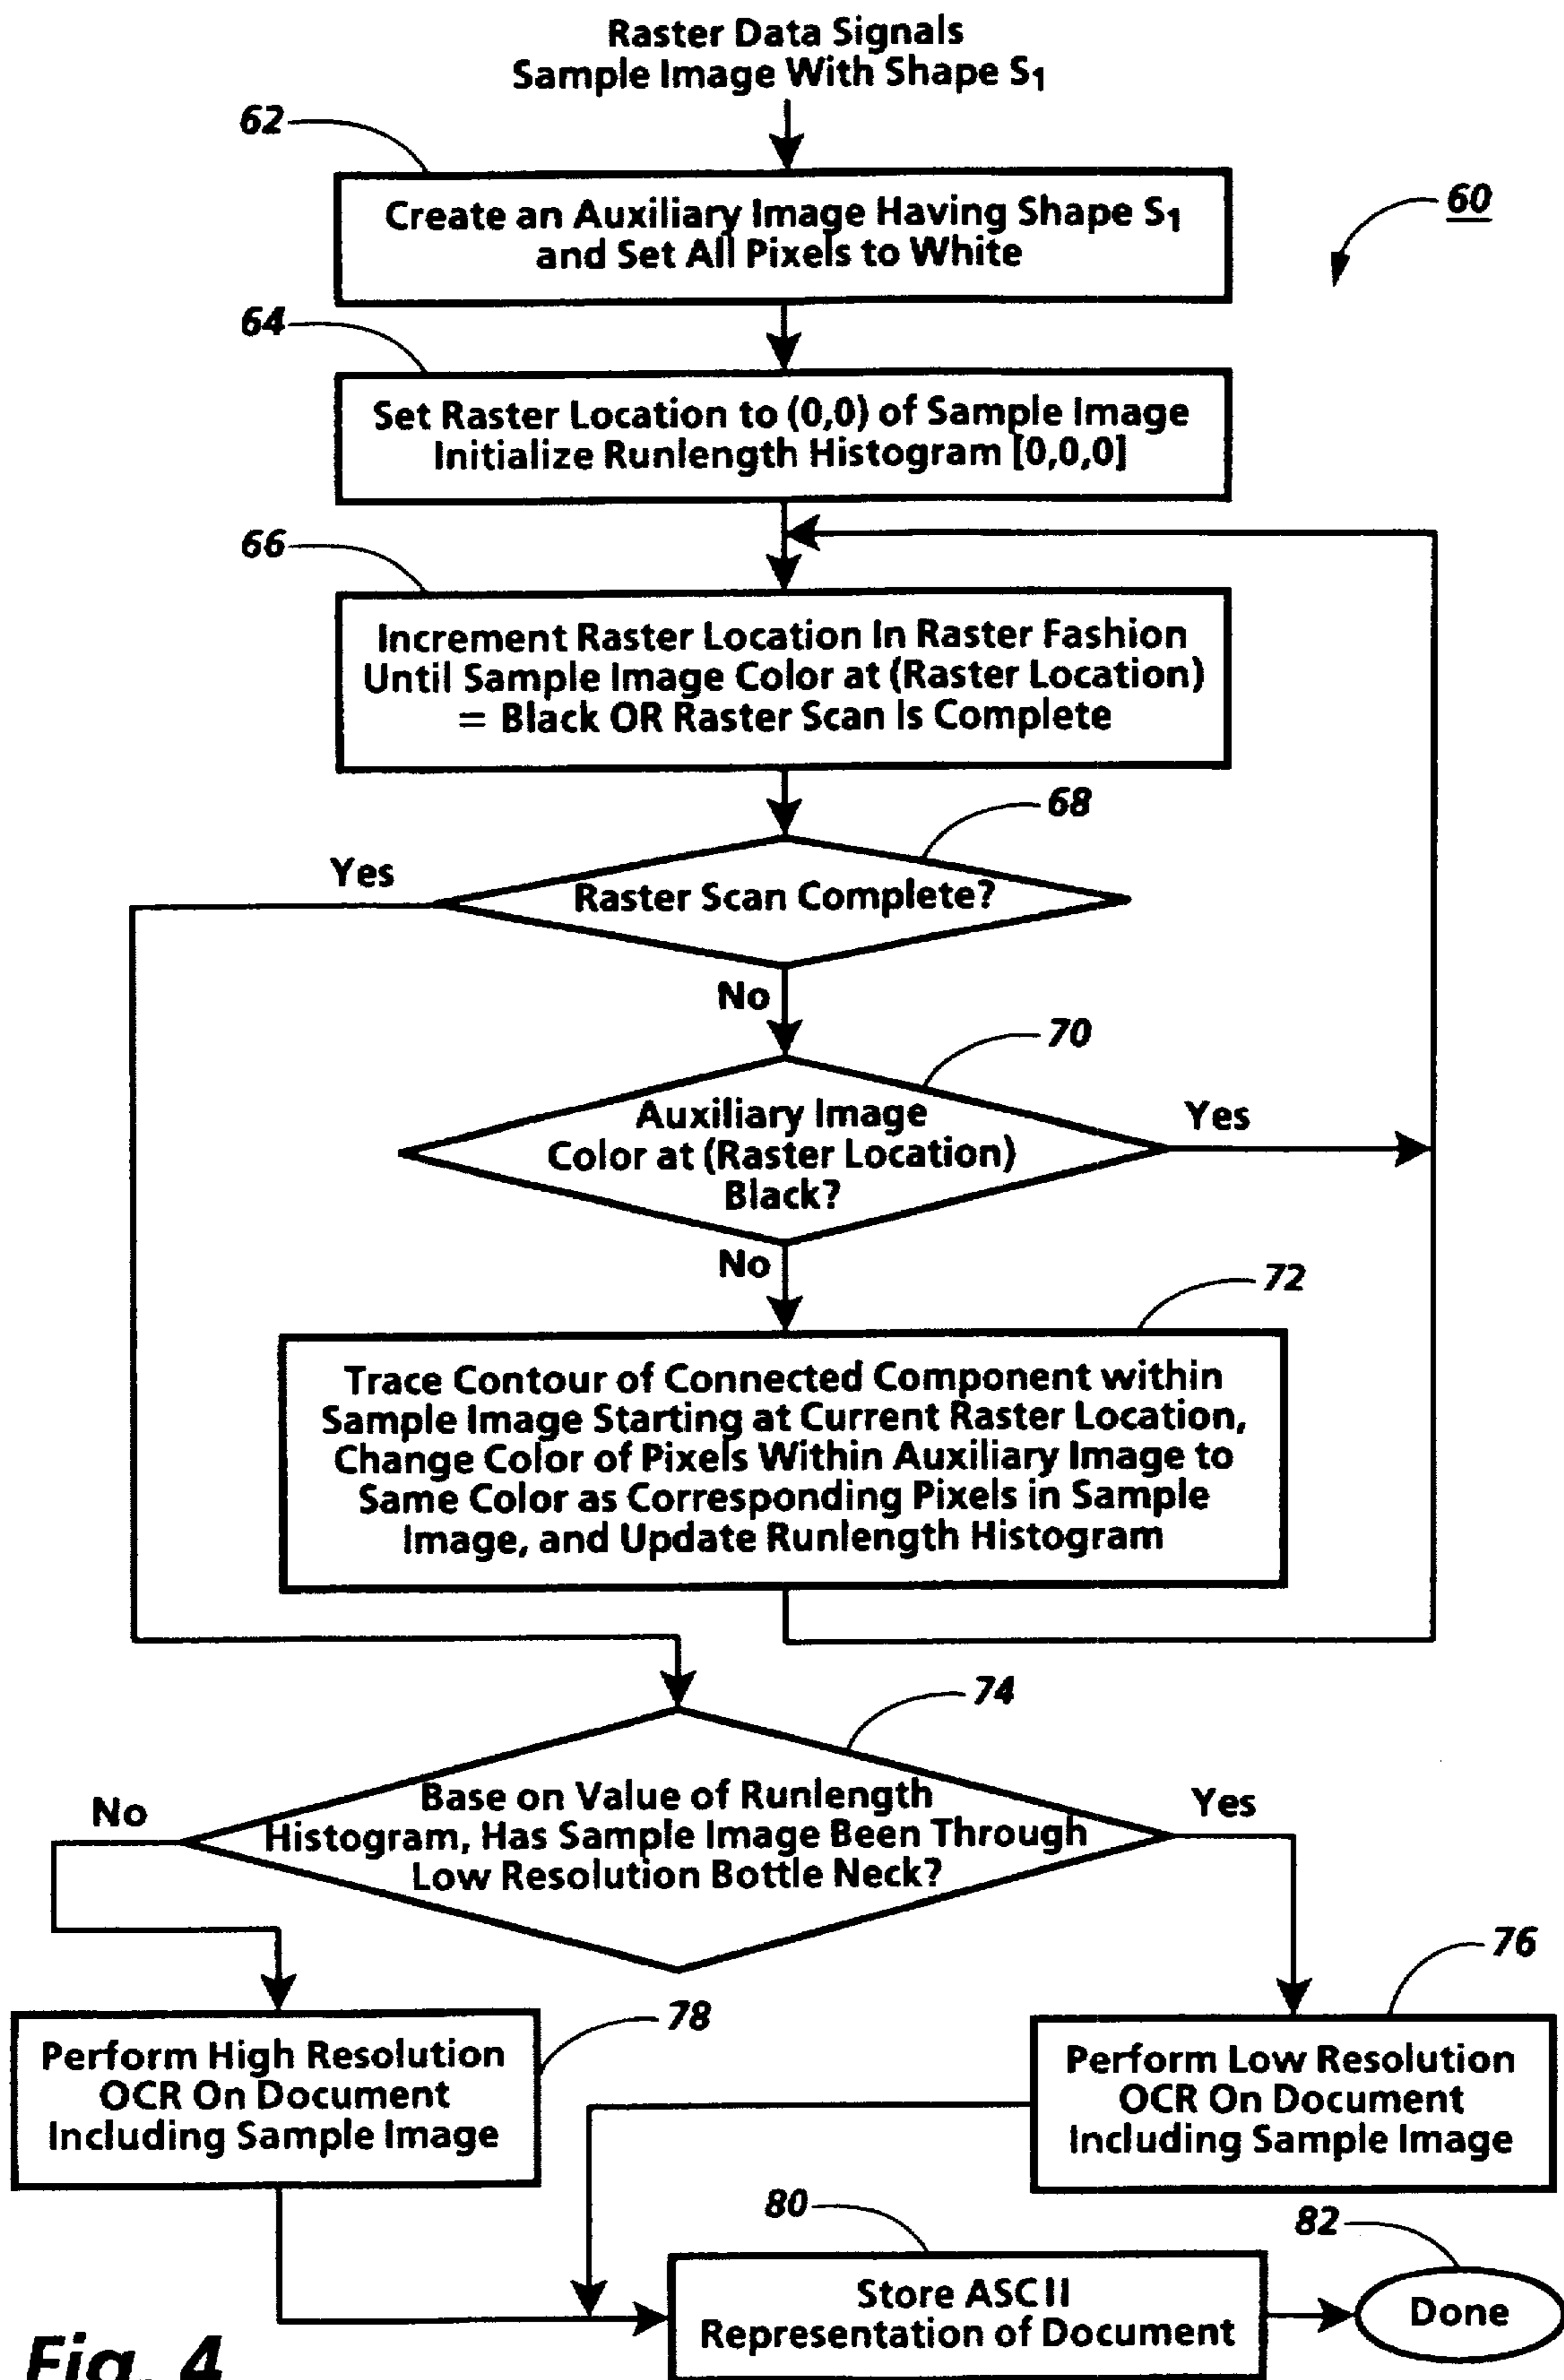 Raster Data Signals
Sample Image With Shape S1
62
Create an Auxiliary Image Having Shape S1
and Set All Pixels to White
60
64
Set Raster Location to (0,0) of Sample Image
Initialize Runlength Histogram [0,0,0]
66
Increment Raster Location In Raster Fashion
Until Sample Image Color at (Raster Location)
= Black OR Raster Scan Is Complete
68
Yes
Raster Scan Complete?
No
70
Auxiliary Image
Color at (Raster Location)
Black?
Yes
No
72
Trace Contour of Connected Component within
Sample Image Starting at Current Raster Location,
Change Color of Pixels Within Auxiliary Image to
Same Color as Corresponding Pixels in Sample
Image, and Update Runlength Histogram
74
No
Base on Value of Runlength
Histogram, Has Sample Image Been Through
Low Resolution Bottle Neck?
Yes
76
78
Perform High Resolution
OCR On Document
Including Sample Image
Perform Low Resolution
OCR On Document
Including Sample Image
80
82
Store ASCII
Representation of Document
Done
Fig. 4